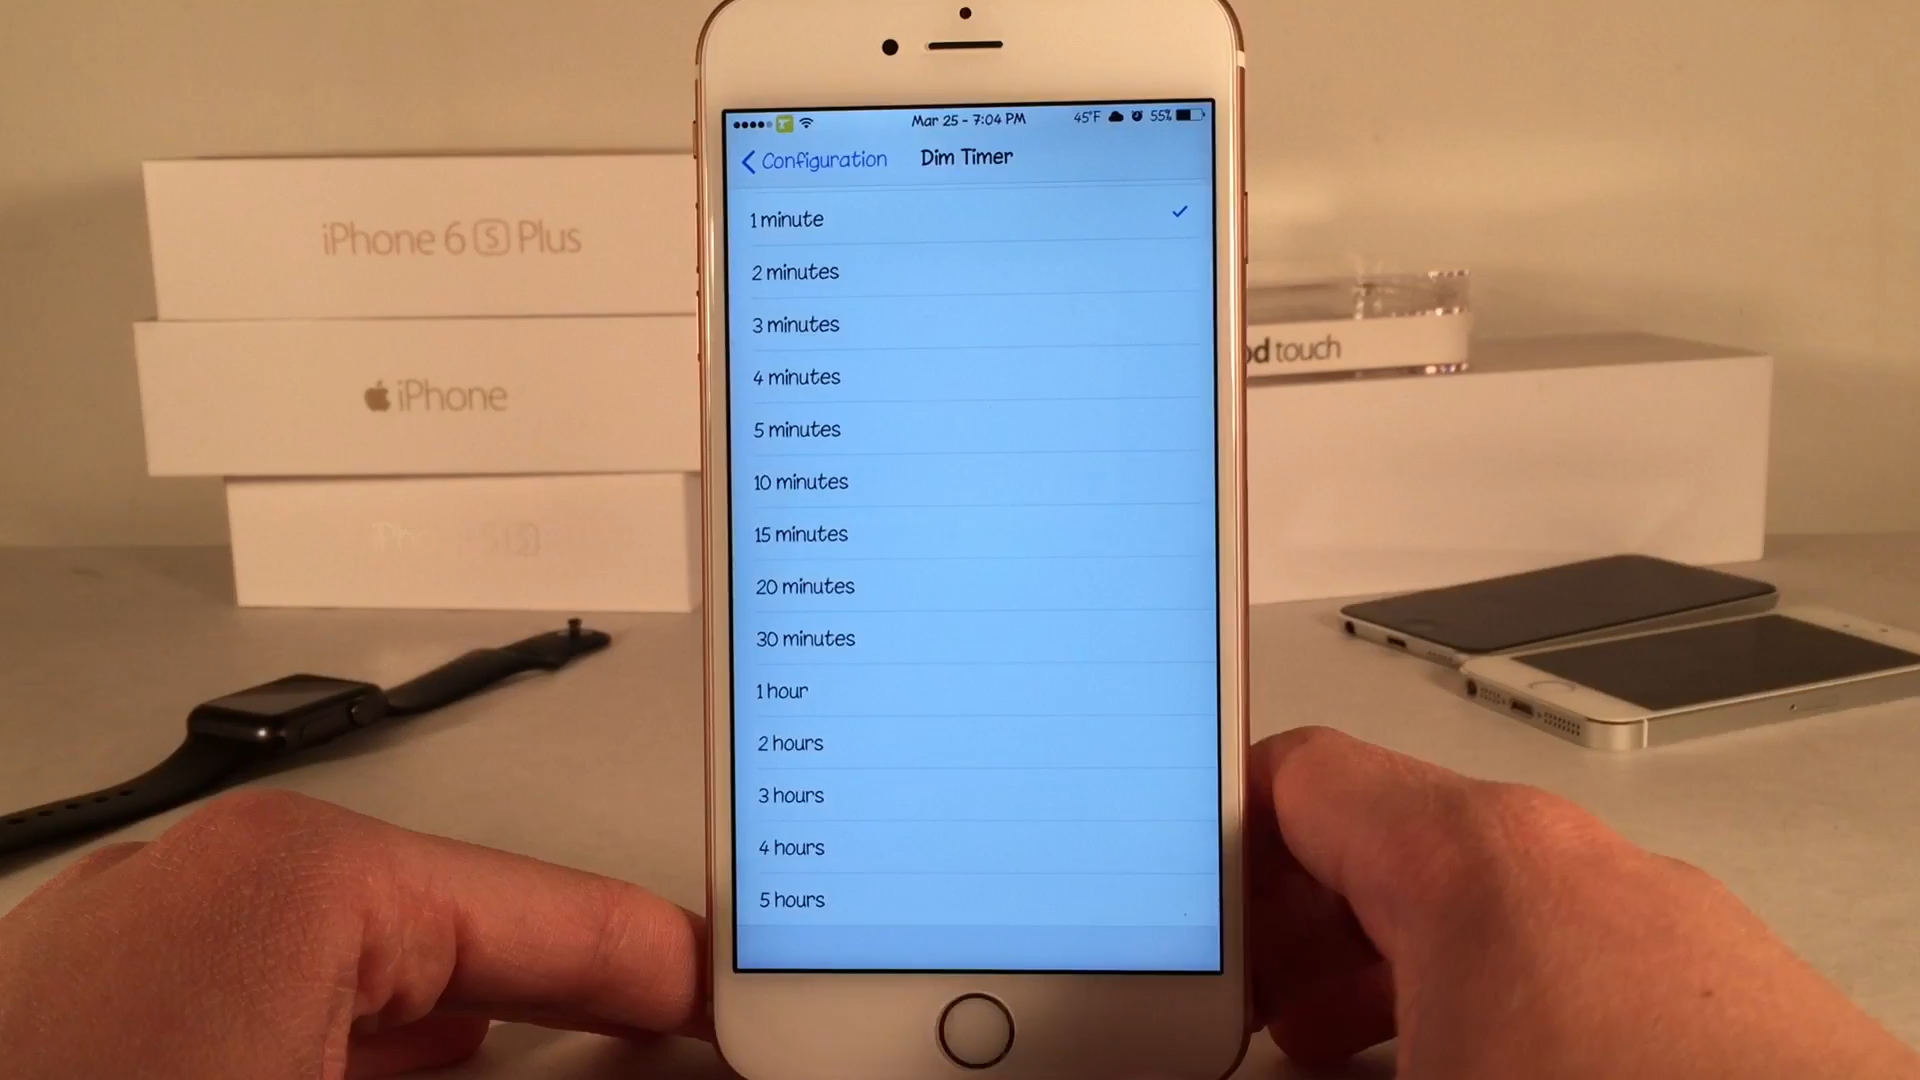 Mar 25 - 7:04 PM
45°F
55%
Configuration
Dim Timer
1 minute
2 minutes
3 minutes
4 minutes
5 minutes
10 minutes
15 minutes
20 minutes
30 minutes
1 hour
2 hours
3 hours
4 hours
5 hours
iPhone 6 S Plus
iPhone
touch